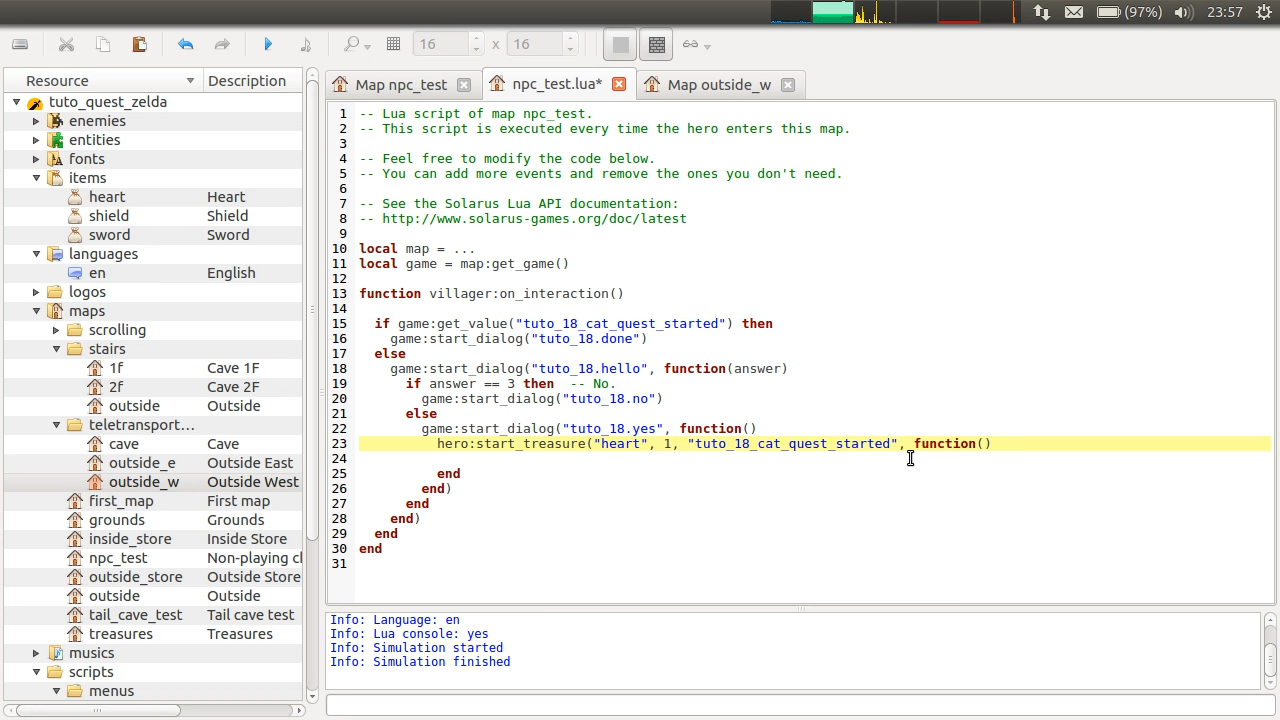 (97%) 23:57
16 x 16
Resource Description
tuto_quest_zelda
enemies
entities
fonts
items
heart Heart
shield Shield
sword Sword
languages
en English
logos
maps
scrolling
stairs
1f Cave 1F
2f Cave 2F
outside Outside
teletransport...
cave Cave
outside_e Outside East
outside_w Outside West
first_map First map
grounds Grounds
inside_store Inside Store
npc_test Non-playing cl
outside_store Outside Store
outside Outside
tail_cave_test Tail cave test
treasures Treasures
musics
scripts
menus
Map npc_test npc_test.lua* Map outside_w
1 -- Lua script of map npc_test.
2 -- This script is executed every time the hero enters this map.
3
4 -- Feel free to modify the code below.
5 -- You can add more events and remove the ones you don't need.
6
7 -- See the Solarus Lua API documentation:
8 -- http://www.solarus-games.org/doc/latest
9
10 local map = ...
11 local game = map:get_game()
12
13 function villager:on_interaction()
14
15 if game:get_value("tuto_18_cat_quest_started") then
16 game:start_dialog("tuto_18.done")
17 else
18 game:start_dialog("tuto_18.hello", function(answer)
19 if answer == 3 then -- No.
20 game:start_dialog("tuto_18.no")
21 else
22 game:start_dialog("tuto_18.yes", function()
23 hero:start_treasure("heart", 1, "tuto_18_cat_quest_started", function()
24
25 end
26 end)
27 end
28 end)
29 end
30 end
31
Info: Language: en
Info: Lua console: yes
Info: Simulation started
Info: Simulation finished